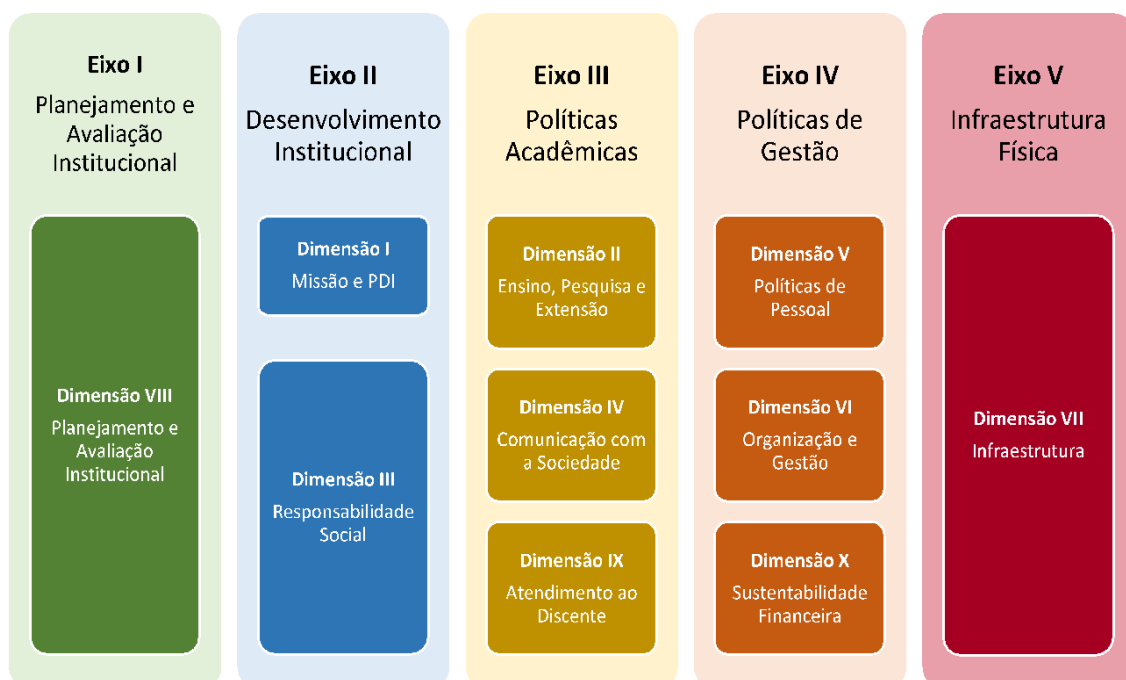 Eixo I
Planejamento e
Avaliação
Institucional
Dimensão VIII
Planejamento e
Avaliação
Institucional
Eixo II
Desenvolvimento
Institucional
Dimensão I
Missão e PDI
Dimensão III
Responsabilidade
Social
Eixo III
Políticas
Acadêmicas
Dimensão II
Ensino, Pesquisa e
Extensão
Dimensão IV
Comunicação com
a Sociedade
Dimensão IX
Atendimento ao
Discente
Eixo IV
Políticas de
Gestão
Dimensão V
Políticas de
Pessoal
Dimensão VI
Organização e
Gestão
Dimensão X
Sustentabilidade
Financeira
Eixo V
Infraestrutura
Física
Dimensão VII
Infraestrutura